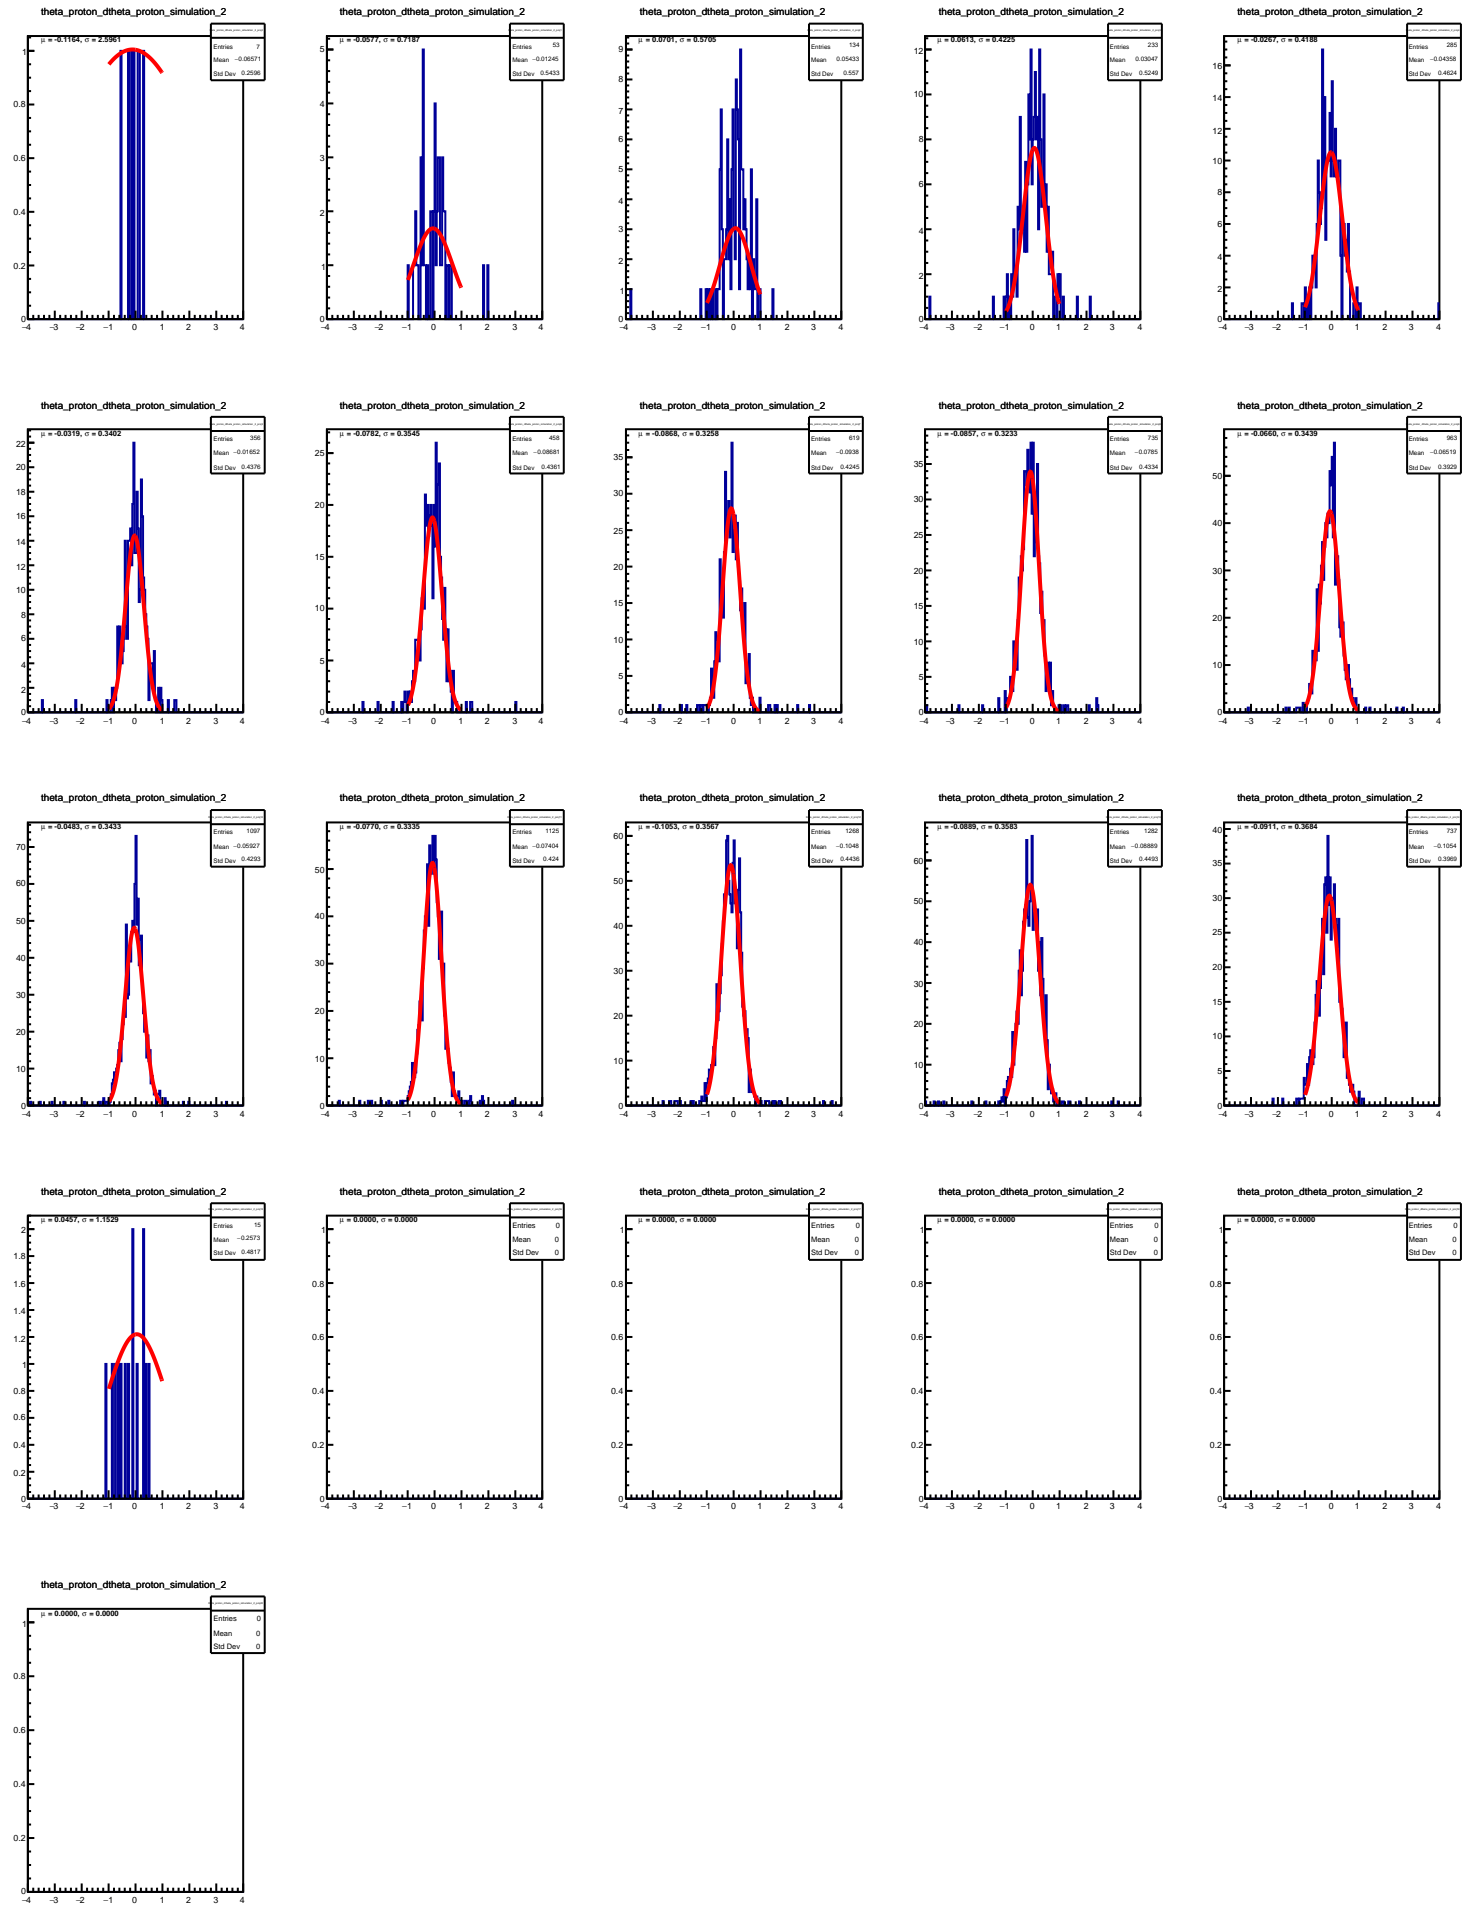 theta_proton_dtheta_proton_simulation_2
μ = -0.1164, σ = 2.5961
Entries 7
Mean −0.06571
Std Dev 0.2596
theta_proton_dtheta_proton_simulation_2
μ = -0.0577, σ = 0.7187
Entries 53
Mean −0.01245
Std Dev 0.5433
theta_proton_dtheta_proton_simulation_2
μ = 0.0701, σ = 0.5705
Entries 134
Mean 0.05433
Std Dev 0.557
theta_proton_dtheta_proton_simulation_2
μ = 0.0613, σ = 0.4225
Entries 233
Mean 0.03047
Std Dev 0.5249
theta_proton_dtheta_proton_simulation_2
μ = -0.0267, σ = 0.4188
Entries 285
Mean −0.04358
Std Dev 0.4624
theta_proton_dtheta_proton_simulation_2
μ = -0.0319, σ = 0.3402
Entries 356
Mean −0.01652
Std Dev 0.4376
theta_proton_dtheta_proton_simulation_2
μ = -0.0782, σ = 0.3545
Entries 458
Mean −0.08681
Std Dev 0.4361
theta_proton_dtheta_proton_simulation_2
μ = -0.0868, σ = 0.3258
Entries 619
Mean −0.0938
Std Dev 0.4245
theta_proton_dtheta_proton_simulation_2
μ = -0.0857, σ = 0.3233
Entries 735
Mean −0.0785
Std Dev 0.4334
theta_proton_dtheta_proton_simulation_2
μ = -0.0660, σ = 0.3439
Entries 963
Mean −0.06519
Std Dev 0.3929
theta_proton_dtheta_proton_simulation_2
μ = -0.0483, σ = 0.3433
Entries 1097
Mean −0.05927
Std Dev 0.4293
theta_proton_dtheta_proton_simulation_2
μ = -0.0770, σ = 0.3335
Entries 1125
Mean −0.07404
Std Dev 0.424
theta_proton_dtheta_proton_simulation_2
μ = -0.1053, σ = 0.3567
Entries 1268
Mean −0.1048
Std Dev 0.4436
theta_proton_dtheta_proton_simulation_2
μ = -0.0889, σ = 0.3583
Entries 1282
Mean −0.08889
Std Dev 0.4493
theta_proton_dtheta_proton_simulation_2
μ = -0.0911, σ = 0.3684
Entries 737
Mean −0.1054
Std Dev 0.3969
theta_proton_dtheta_proton_simulation_2
μ = 0.0457, σ = 1.1529
Entries 15
Mean −0.2573
Std Dev 0.4817
theta_proton_dtheta_proton_simulation_2
μ = 0.0000, σ = 0.0000
Entries 0
Mean 0
Std Dev 0
theta_proton_dtheta_proton_simulation_2
μ = 0.0000, σ = 0.0000
Entries 0
Mean 0
Std Dev 0
theta_proton_dtheta_proton_simulation_2
μ = 0.0000, σ = 0.0000
Entries 0
Mean 0
Std Dev 0
theta_proton_dtheta_proton_simulation_2
μ = 0.0000, σ = 0.0000
Entries 0
Mean 0
Std Dev 0
theta_proton_dtheta_proton_simulation_2
μ = 0.0000, σ = 0.0000
Entries 0
Mean 0
Std Dev 0